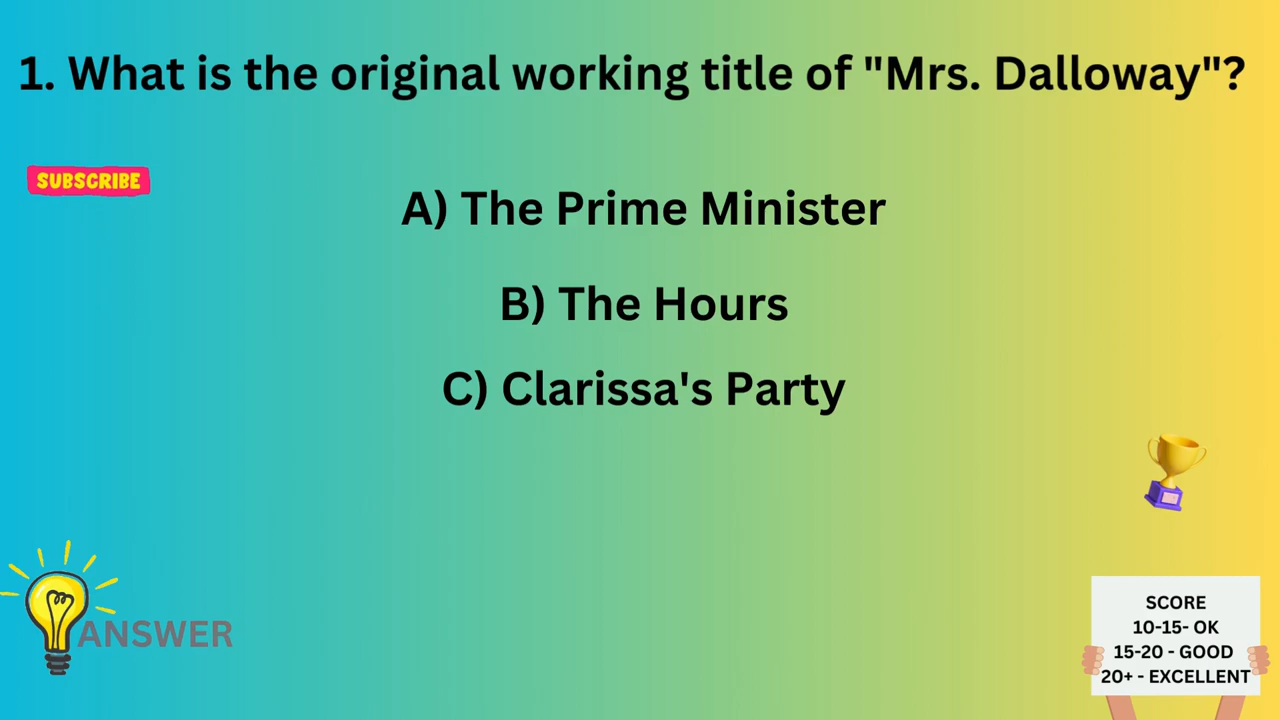 1. What is the original working title of "Mrs. Dalloway"?
SUBSCRIBE
A) The Prime Minister
B) The Hours
C) Clarissa's Party
ANSWER
SCORE
10-15- OK
15-20 - GOOD
20+ - EXCELLENT